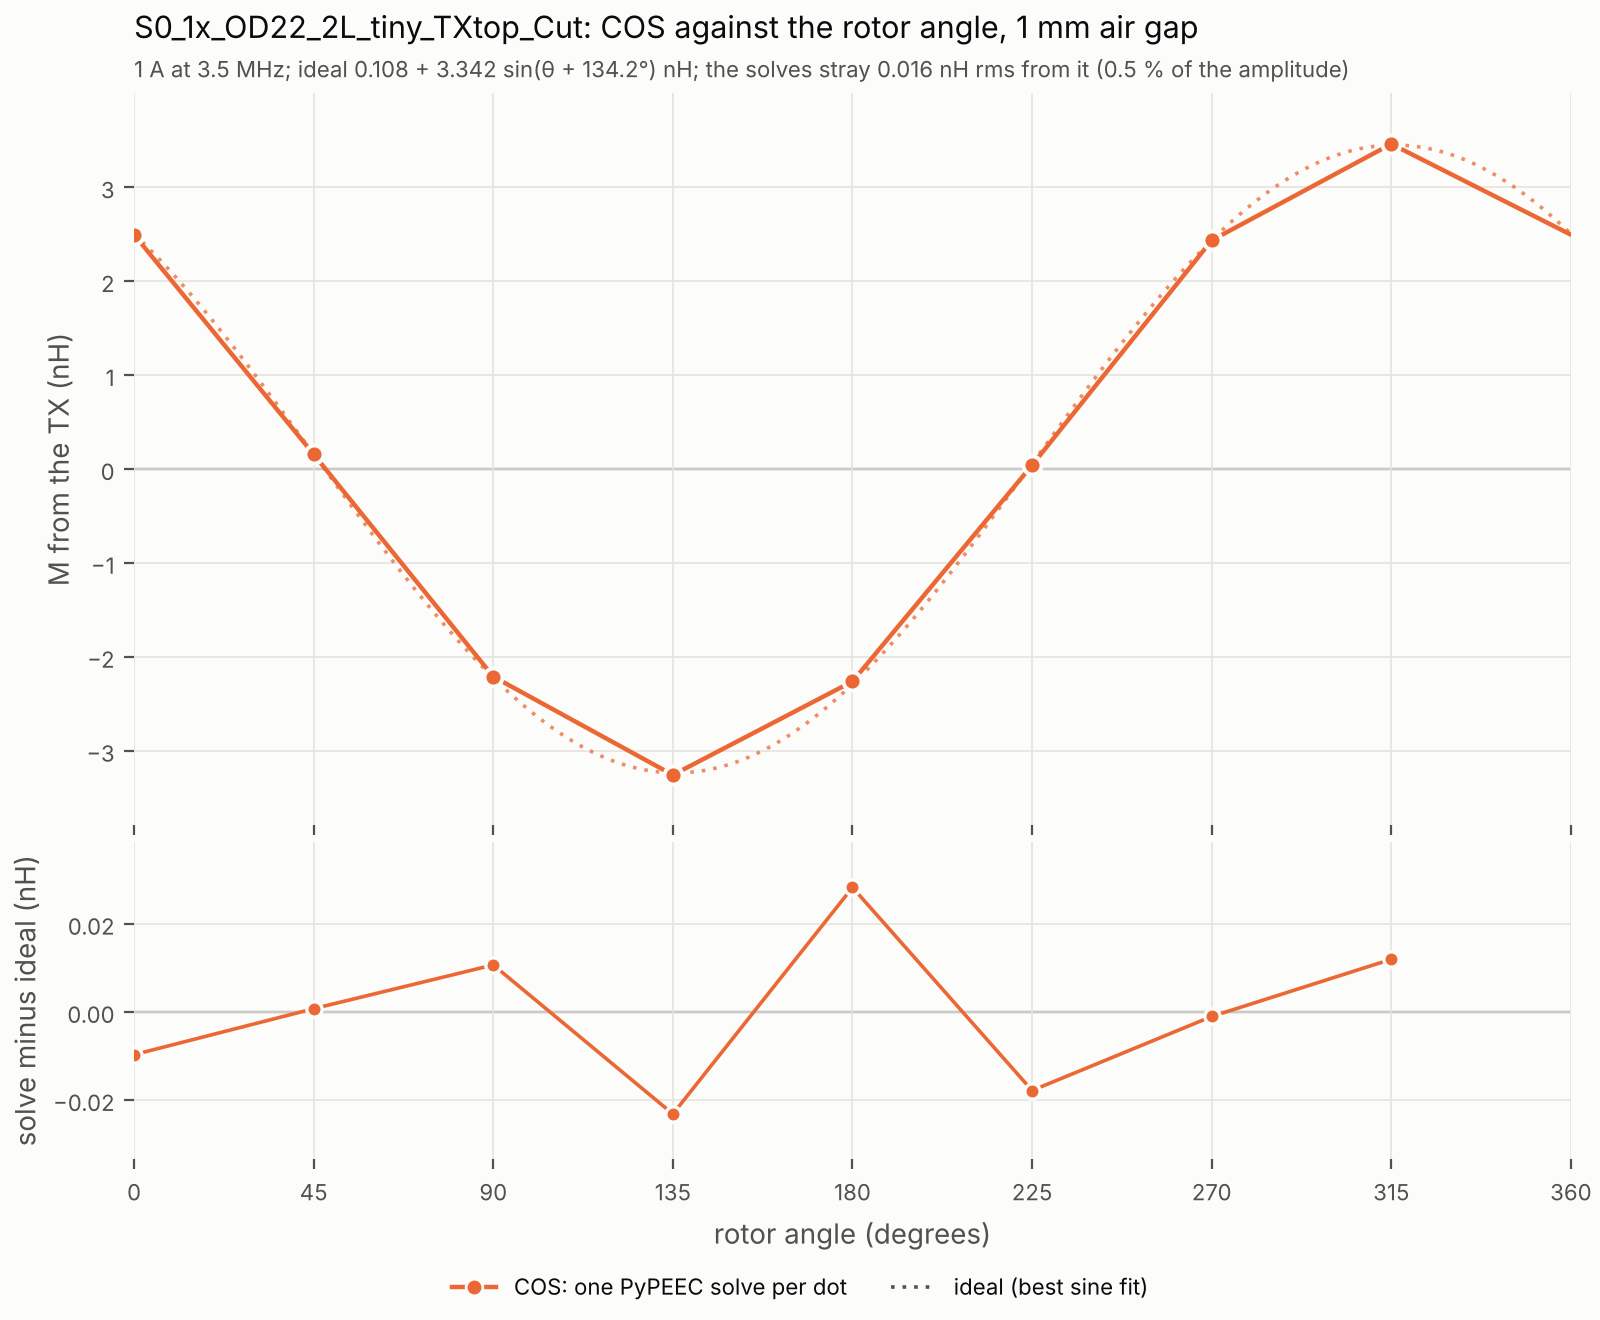 S0_1x_OD22_2L_tiny_TXtop_Cut: COS against the rotor angle, 1 mm air gap
1 A at 3.5 MHz; ideal 0.108 + 3.342 sin(θ + 134.2°) nH; the solves stray 0.016 nH rms from it (0.5 % of the amplitude)
M from the TX (nH)
3
2
1
0
−1
−2
−3
solve minus ideal (nH)
0.02
0.00
−0.02
0 45 90 135 180 225 270 315 360
rotor angle (degrees)
COS: one PyPEEC solve per dot ideal (best sine fit)